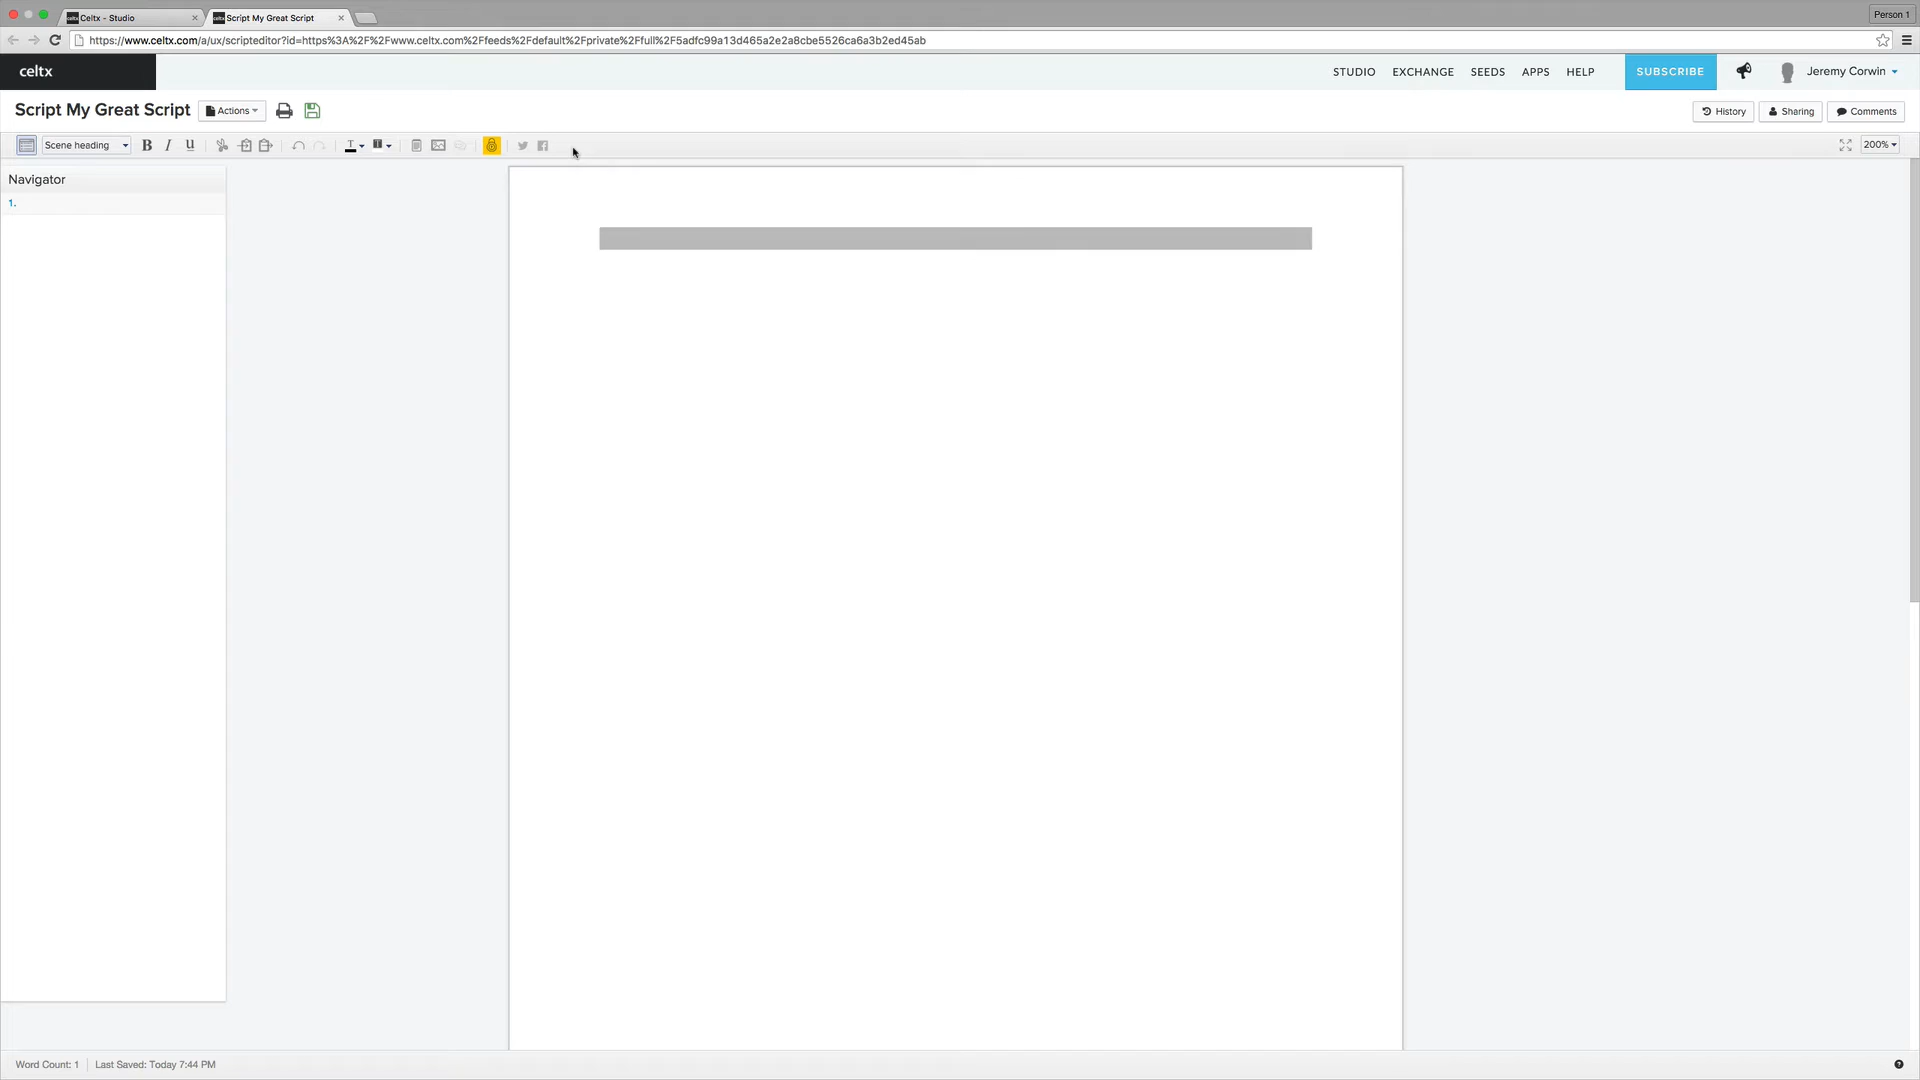 Celtx - Studio
Script My Great Script
Person 1
https://www.celtx.com/a/ux/scripteditor?id=https%3A%2F%2Fwww.celtx.com%2Ffeeds%2Fdefault%2Fprivate%2Ffull%2F5adfc99a13d465a2e2a8cbe5526ca6a3b2ed45ab
celtx
STUDIO EXCHANGE SEEDS APPS HELP SUBSCRIBE Jeremy Corwin
Script My Great Script Actions History Sharing Comments
Scene heading B I U T 200%
Navigator
1.
Word Count: 1 Last Saved: Today 7:44 PM